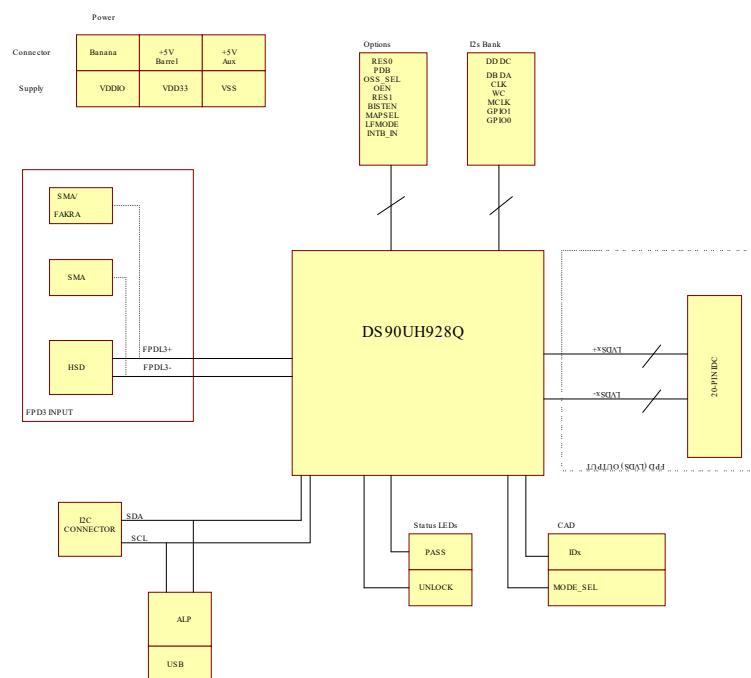 Power
Connector
Banana
+5V
Barrel
+5V
Aux
Supply
VDDIO
VDD33
VSS
Options
RES0
PDB
OSS_SEL
OEN
RES1
BISTEN
MAPSEL
LFMODE
INTB_IN
I2s Bank
DD DC
DB DA
CLK
WC
MCLK
GPIO1
GPIO0
SMA/
FAKRA
SMA
HSD
FPDL3+
FPDL3-
FPD3 INPUT
DS90UH928Q
LVDSx+
LVDSx-
20-PIN IDC
FPD (LVDS) OUTPUT
I2C
CONNECTOR
SDA
SCL
ALP
USB
Status LEDs
PASS
UNLOCK
CAD
IDx
MODE_SEL